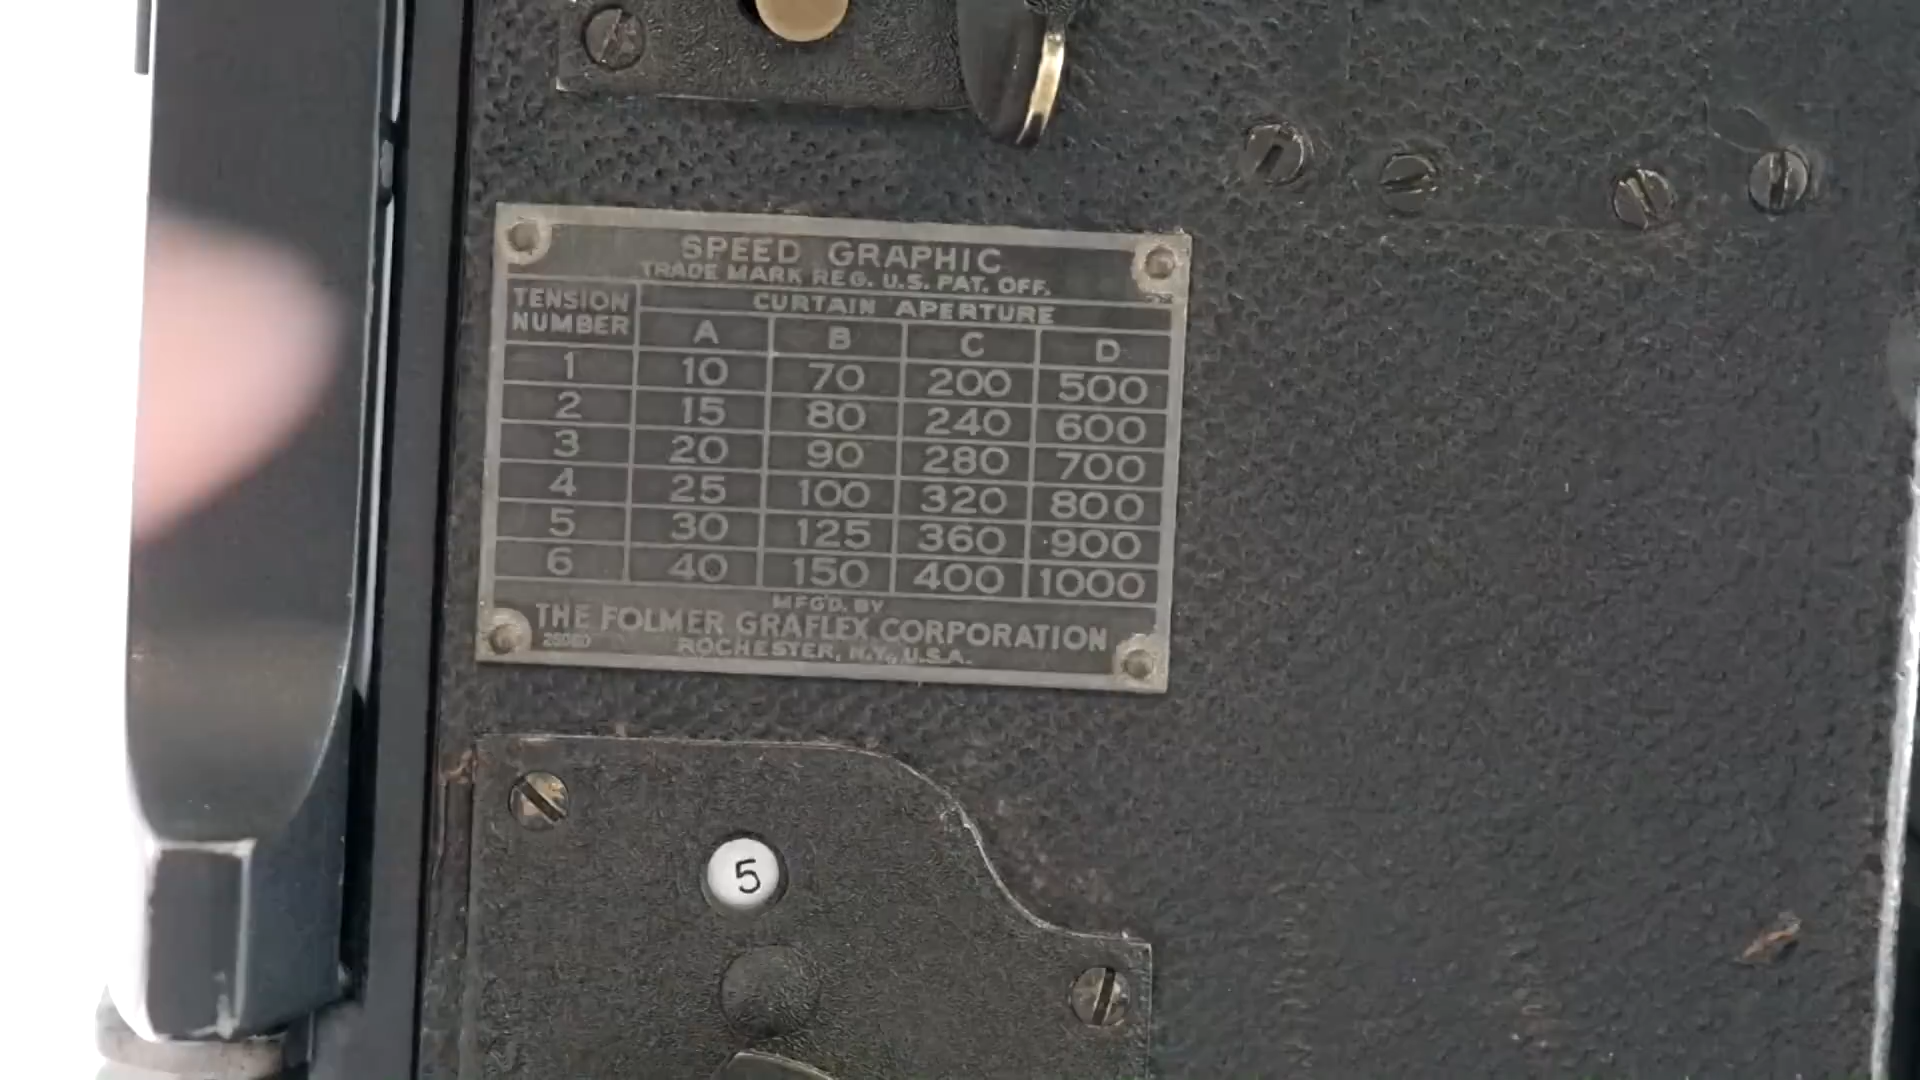 SPEED GRAPHIC
TRADE MARK REG. U.S. PAT. OFF.
TENSION NUMBER CURTAIN APERTURE
A B C D
1 10 70 200 500
2 15 80 240 600
3 20 90 280 700
4 25 100 320 800
5 30 125 360 900
6 40 150 400 1000
MFGD. BY
THE FOLMER GRAFLEX CORPORATION
ROCHESTER, N.Y., U.S.A.
5